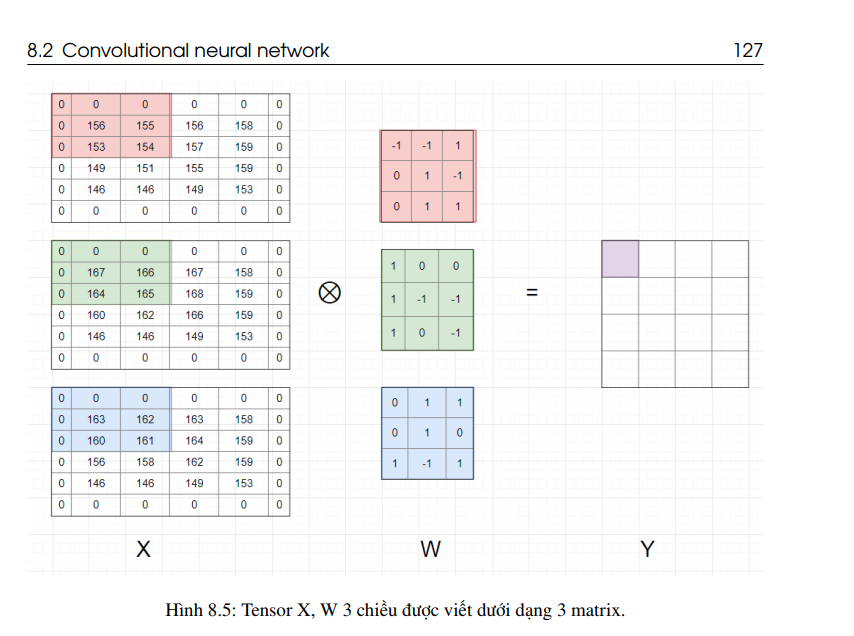 8.2 Convolutional neural network 127
0 0 0 0 0 0
0 156 155 156 158 0
0 153 154 157 159 0
0 149 151 155 159 0
0 146 146 149 153 0
0 0 0 0 0 0
-1 -1 1
0 1 -1
0 1 1
0 0 0 0 0 0
0 167 166 167 158 0
0 164 165 168 159 0
0 160 162 166 159 0
0 146 146 149 153 0
0 0 0 0 0 0
⊗
1 0 0
1 -1 -1
1 0 -1
=
0 0 0 0 0 0
0 163 162 163 158 0
0 160 161 164 159 0
0 156 158 162 159 0
0 146 146 149 153 0
0 0 0 0 0 0
0 1 1
0 1 0
1 -1 1
X W Y
Hình 8.5: Tensor X, W 3 chiều được viết dưới dạng 3 matrix.